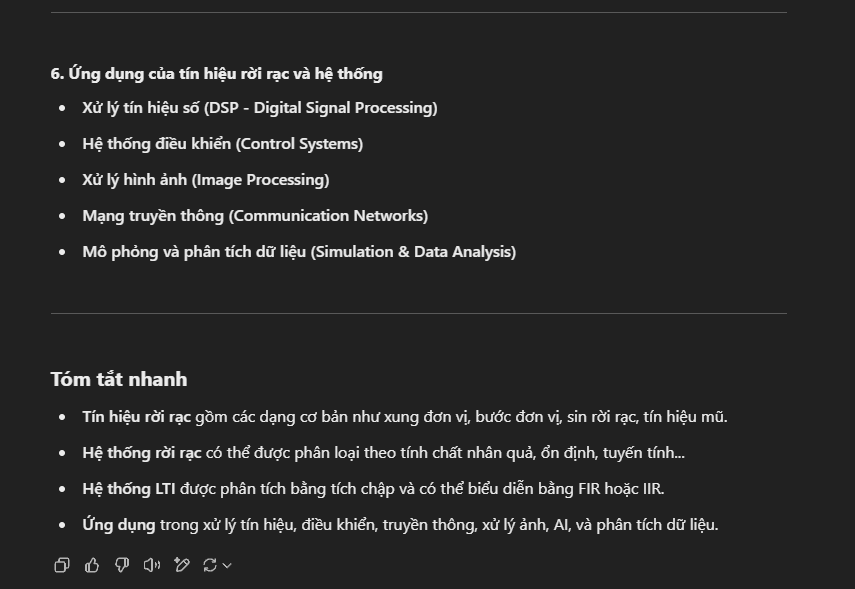 6. Ứng dụng của tín hiệu rời rạc và hệ thống
Xử lý tín hiệu số (DSP - Digital Signal Processing)
Hệ thống điều khiển (Control Systems)
Xử lý hình ảnh (Image Processing)
Mạng truyền thông (Communication Networks)
Mô phỏng và phân tích dữ liệu (Simulation & Data Analysis)
Tóm tắt nhanh
Tín hiệu rời rạc gồm các dạng cơ bản như xung đơn vị, bước đơn vị, sin rời rạc, tín hiệu mũ.
Hệ thống rời rạc có thể được phân loại theo tính chất nhân quả, ổn định, tuyến tính...
Hệ thống LTI được phân tích bằng tích chập và có thể biểu diễn bằng FIR hoặc IIR.
Ứng dụng trong xử lý tín hiệu, điều khiển, truyền thông, xử lý ảnh, AI, và phân tích dữ liệu.